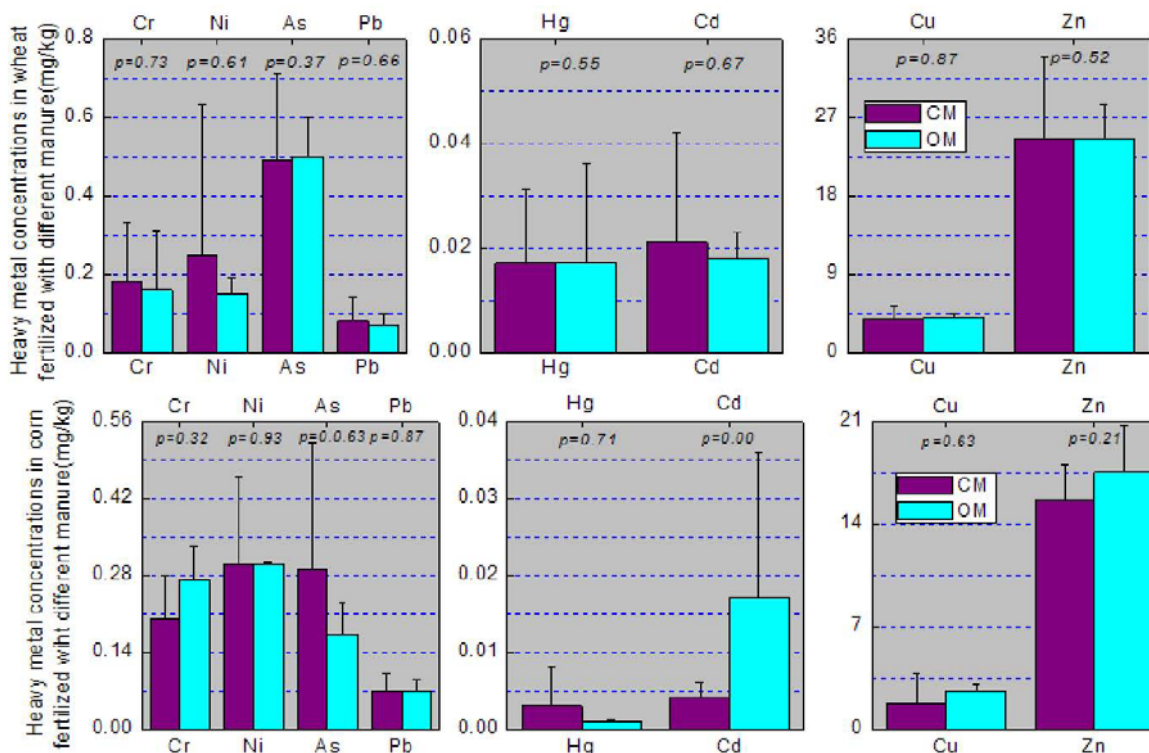 Cr Ni As Pb
Hg Cd
Cu Zn
Heavy metal concentrations in wheat
fertilized with different manure(mg/kg)
0.8
0.6
0.4
0.2
0.0
p=0.73 p=0.61 p=0.37 p=0.66
Cr Ni As Pb
0.06
0.04
0.02
0.00
p=0.55 p=0.67
Hg Cd
36
27
18
9
0
p=0.87 p=0.52
CM
OM
Cu Zn
Cr Ni As Pb
Hg Cd
Cu Zn
Heavy metal concentrations in corn
fertilized wiht different manure(mg/kg)
0.56
0.42
0.28
0.14
0.00
p=0.32 p=0.93 p=0.0.63 p=0.87
Cr Ni As Pb
0.04
0.03
0.02
0.01
0.00
p=0.71 p=0.00
Hg Cd
21
14
7
0
p=0.63 p=0.21
CM
OM
Cu Zn